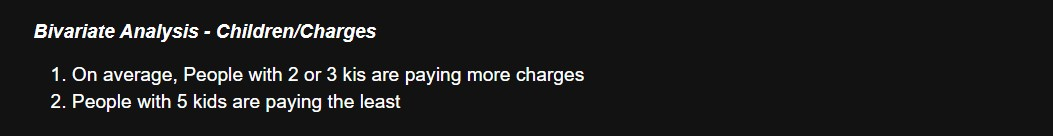 Bivariate Analysis - Children/Charges
1. On average, People with 2 or 3 kis are paying more charges
2. People with 5 kids are paying the least